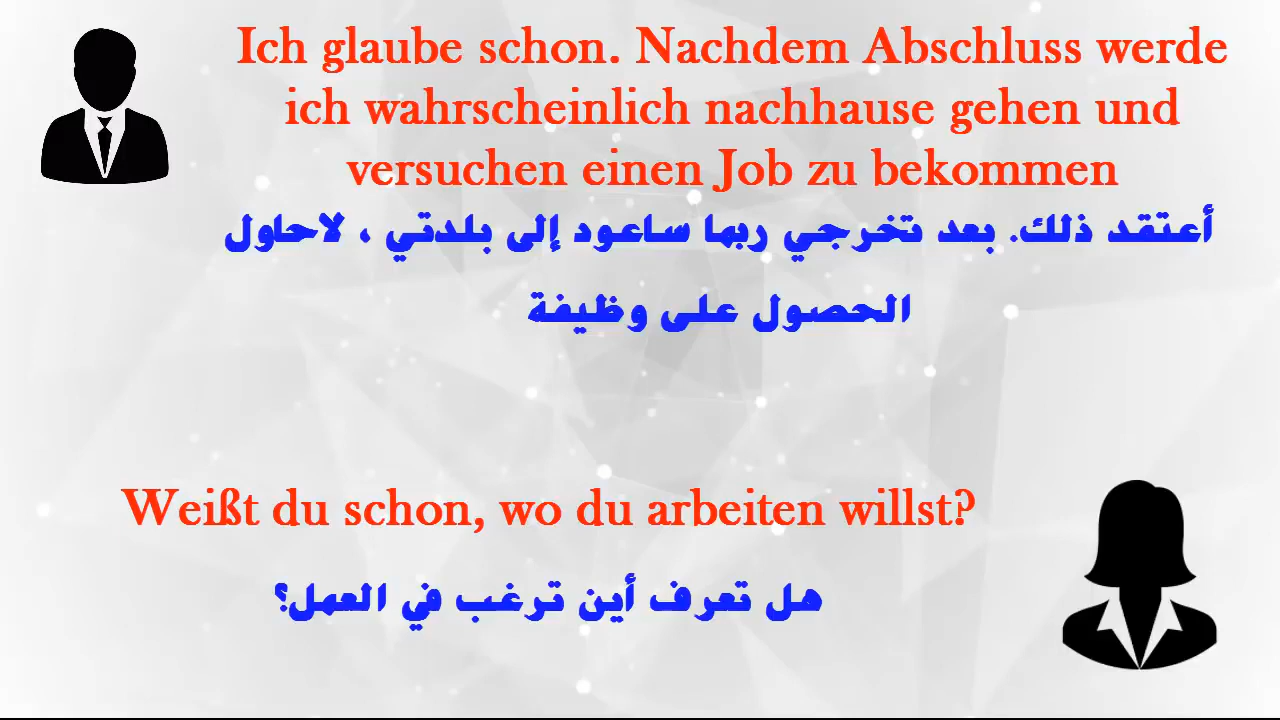 Ich glaube schon. Nachdem Abschluss werde
ich wahrscheinlich nachhause gehen und
versuchen einen Job zu bekommen
أعتقد ذلك. بعد تخرجي ربما ساعود إلى بلدتي ، لاحاول
الحصول على وظيفة
Weißt du schon, wo du arbeiten willst?
هل تعرف أين ترغب في العمل؟